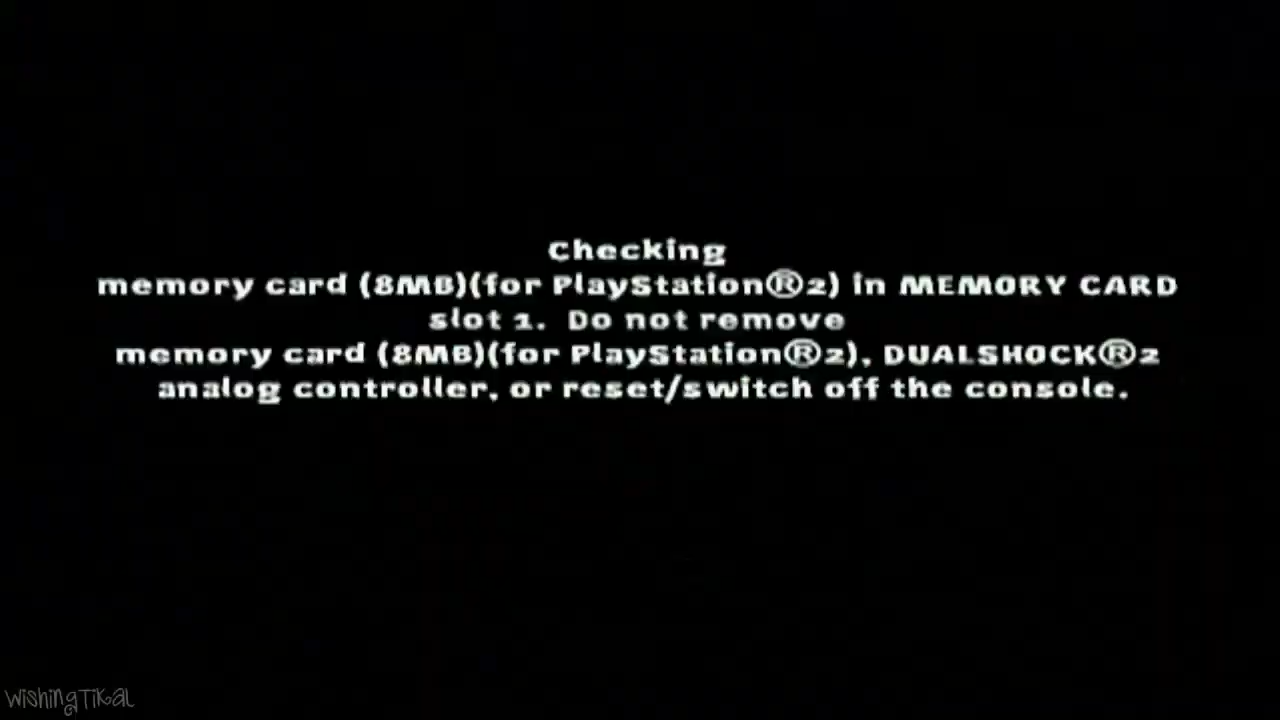 Checking
memory card (8MB)(for PlayStation®2) in MEMORY CARD
slot 1. Do not remove
memory card (8MB)(for PlayStation®2), DUALSHOCK®2
analog controller, or reset/switch off the console.
WishingTikal